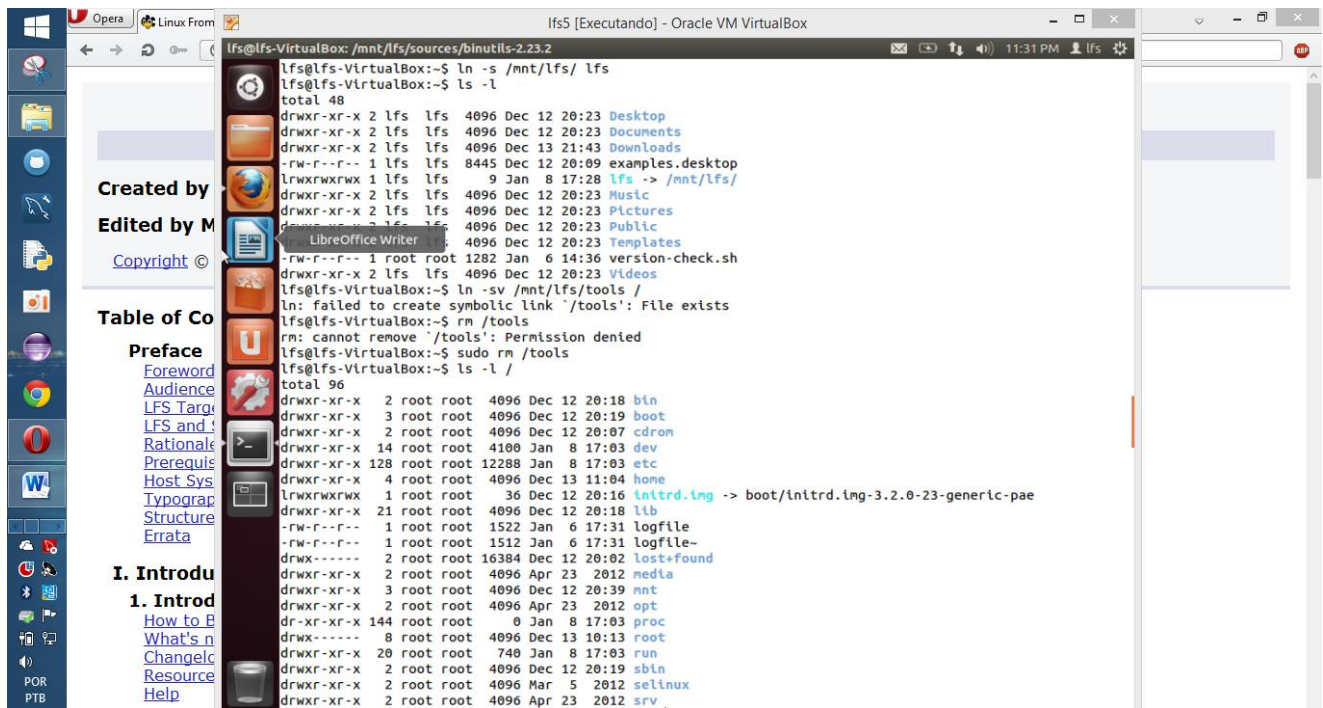 Opera
Linux From
lfs5 [Executando] - Oracle VM VirtualBox
lfs@lfs-VirtualBox: /mnt/lfs/sources/binutils-2.23.2
11:31 PM lfs
ABP
lfs@lfs-VirtualBox:~$ ln -s /mnt/lfs/ lfs
lfs@lfs-VirtualBox:~$ ls -l
total 48
drwxr-xr-x 2 lfs lfs 4096 Dec 12 20:23 Desktop
drwxr-xr-x 2 lfs lfs 4096 Dec 12 20:23 Documents
drwxr-xr-x 2 lfs lfs 4096 Dec 13 21:43 Downloads
-rw-r--r-- 1 lfs lfs 8445 Dec 12 20:09 examples.desktop
lrwxrwxrwx 1 lfs lfs 9 Jan 8 17:28 lfs -> /mnt/lfs/
drwxr-xr-x 2 lfs lfs 4096 Dec 12 20:23 Music
drwxr-xr-x 2 lfs lfs 4096 Dec 12 20:23 Pictures
4096 Dec 12 20:23 Public
LibreOffice Writer
4096 Dec 12 20:23 Templates
-rw-r--r-- 1 root root 1282 Jan 6 14:36 version-check.sh
drwxr-xr-x 2 lfs lfs 4096 Dec 12 20:23 Videos
lfs@lfs-VirtualBox:~$ ln -sv /mnt/lfs/tools /
ln: failed to create symbolic link `/tools': File exists
lfs@lfs-VirtualBox:~$ rm /tools
rm: cannot remove `/tools': Permission denied
lfs@lfs-VirtualBox:~$ sudo rm /tools
lfs@lfs-VirtualBox:~$ ls -l /
total 96
drwxr-xr-x 2 root root 4096 Dec 12 20:18 bin
drwxr-xr-x 3 root root 4096 Dec 12 20:19 boot
drwxr-xr-x 2 root root 4096 Dec 12 20:07 cdrom
drwxr-xr-x 14 root root 4100 Jan 8 17:03 dev
drwxr-xr-x 128 root root 12288 Jan 8 17:03 etc
drwxr-xr-x 4 root root 4096 Dec 13 11:04 home
lrwxrwxrwx 1 root root 36 Dec 12 20:16 initrd.img -> boot/initrd.img-3.2.0-23-generic-pae
drwxr-xr-x 21 root root 4096 Dec 12 20:18 lib
-rw-r--r-- 1 root root 1522 Jan 6 17:31 logfile
-rw-r--r-- 1 root root 1512 Jan 6 17:31 logfile~
drwx------ 2 root root 16384 Dec 12 20:02 lost+found
drwxr-xr-x 2 root root 4096 Apr 23 2012 media
drwxr-xr-x 3 root root 4096 Dec 12 20:39 mnt
drwxr-xr-x 2 root root 4096 Apr 23 2012 opt
dr-xr-xr-x 144 root root 0 Jan 8 17:03 proc
drwx------ 8 root root 4096 Dec 13 10:13 root
drwxr-xr-x 20 root root 740 Jan 8 17:03 run
drwxr-xr-x 2 root root 4096 Dec 12 20:19 sbin
drwxr-xr-x 2 root root 4096 Mar 5 2012 selinux
drwxr-xr-x 2 root root 4096 Apr 23 2012 srv
Created by
Edited by M
Copyright ©
Table of Co
Preface
Foreword
Audience
LFS Targe
LFS and S
Rationale
Prerequis
Host Sys
Typograp
Structure
Errata
I. Introdu
1. Introd
How to B
What's n
Changelo
Resource
Help
POR
PTB